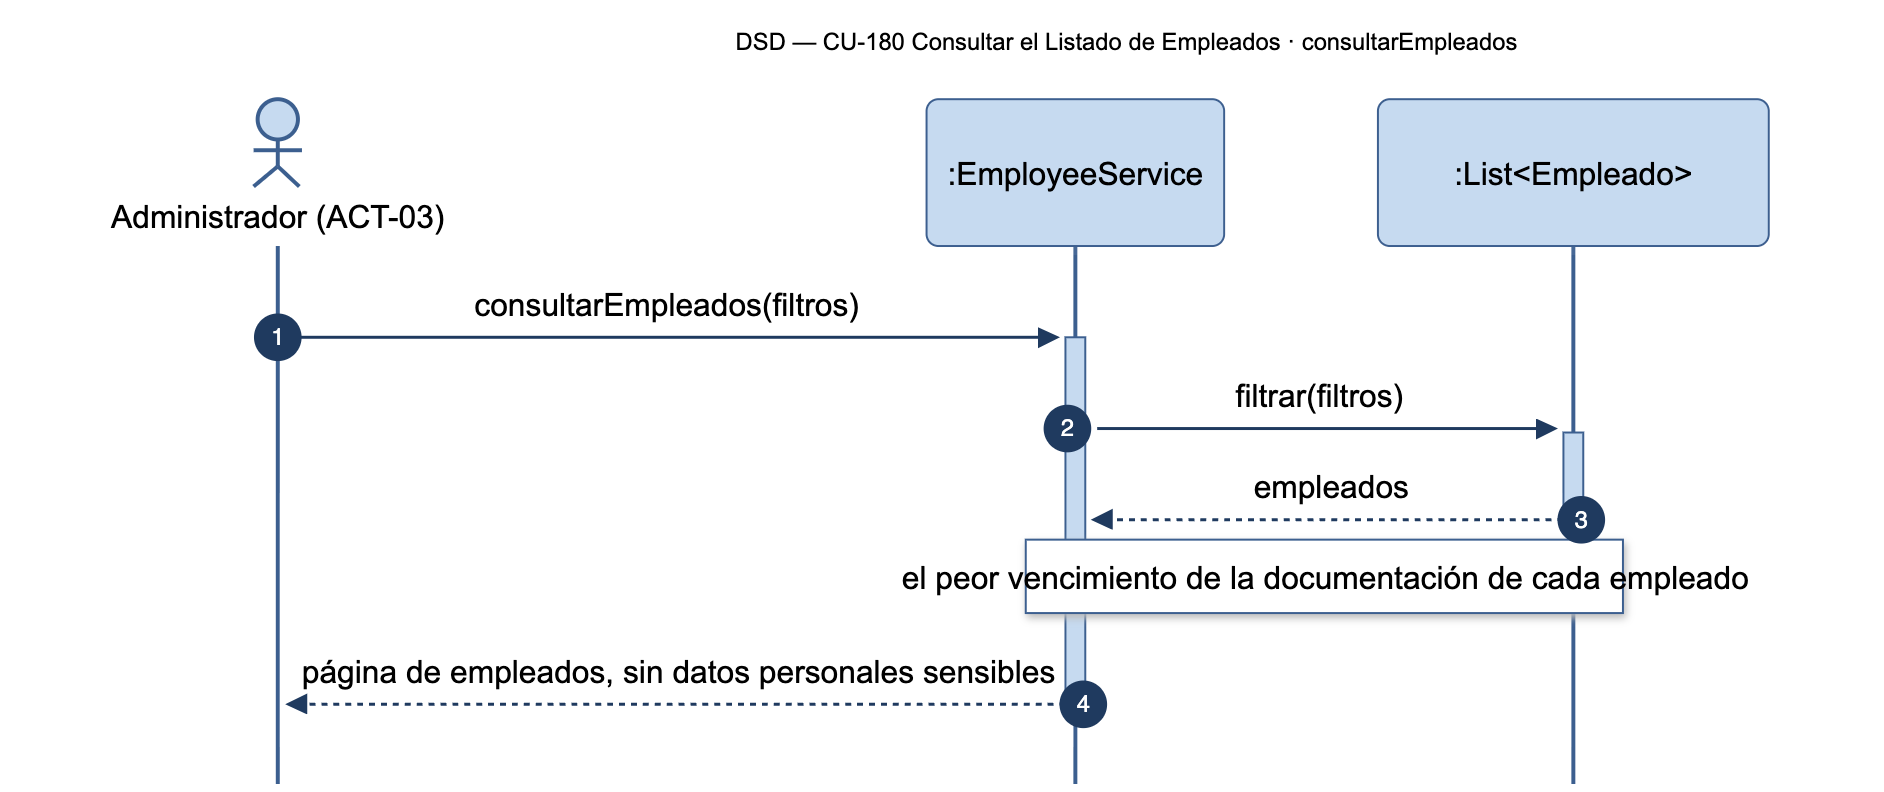 DSD — CU-180 Consultar el Listado de Empleados · consultarEmpleados
Administrador (ACT-03)
:EmployeeService
:List<Empleado>
consultarEmpleados(filtros)
1
filtrar(filtros)
2
empleados
3
el peor vencimiento de la documentación de cada empleado
página de empleados, sin datos personales sensibles
4